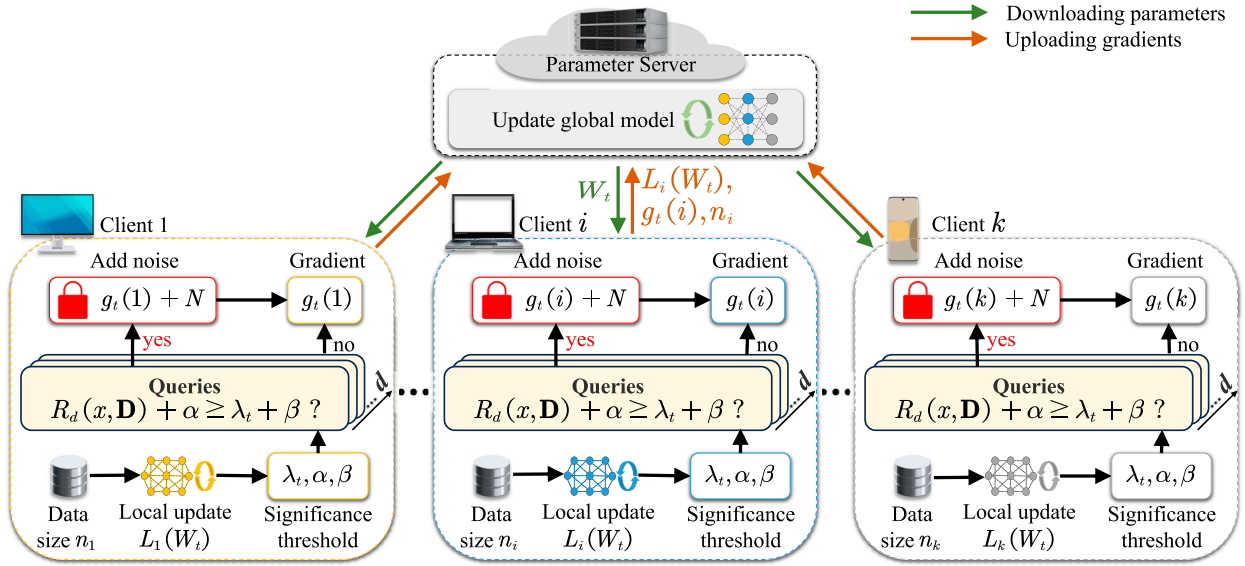 Downloading parameters
Uploading gradients
Parameter Server
Update global model
W_t
L_i(W_t),
g_t(i), n_i
Client 1
Add noise
Gradient
g_t(1) + N
g_t(1)
yes
no
Queries
R_d(x, D) + α ≥ λ_t + β ?
... d
λ_t, α, β
Data
size n_1
Local update
L_1(W_t)
Significance
threshold
Client i
Add noise
Gradient
g_t(i) + N
g_t(i)
yes
no
Queries
R_d(x, D) + α ≥ λ_t + β ?
... d
λ_t, α, β
Data
size n_i
Local update
L_i(W_t)
Significance
threshold
Client k
Add noise
Gradient
g_t(k) + N
g_t(k)
yes
no
Queries
R_d(x, D) + α ≥ λ_t + β ?
... d
λ_t, α, β
Data
size n_k
Local update
L_k(W_t)
Significance
threshold